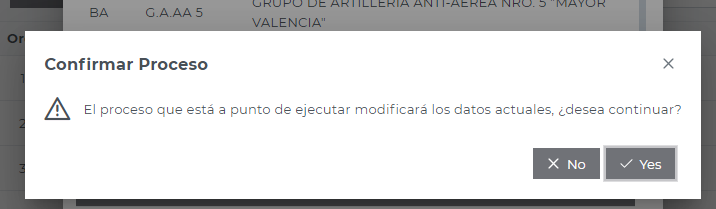 GRUPO DE ARTILLERIA ANTI-AEREA NRO. 5 "MAYOR
BA G.A.AA 5
VALENCIA"
Or
Confirmar Proceso
1
El proceso que está a punto de ejecutar modificará los datos actuales, ¿desea continuar?
2
3
No Yes